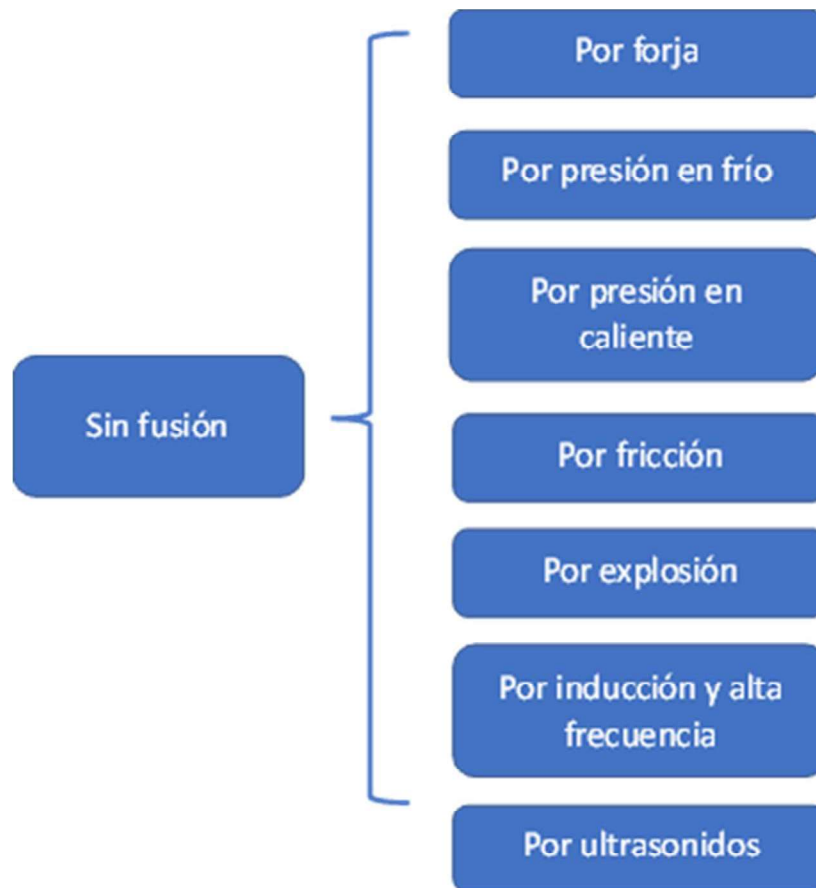 Por forja
Por presión en frío
Por presión en
caliente
Sin fusión
Por fricción
Por explosión
Por inducción y alta
frecuencia
Por ultrasonidos